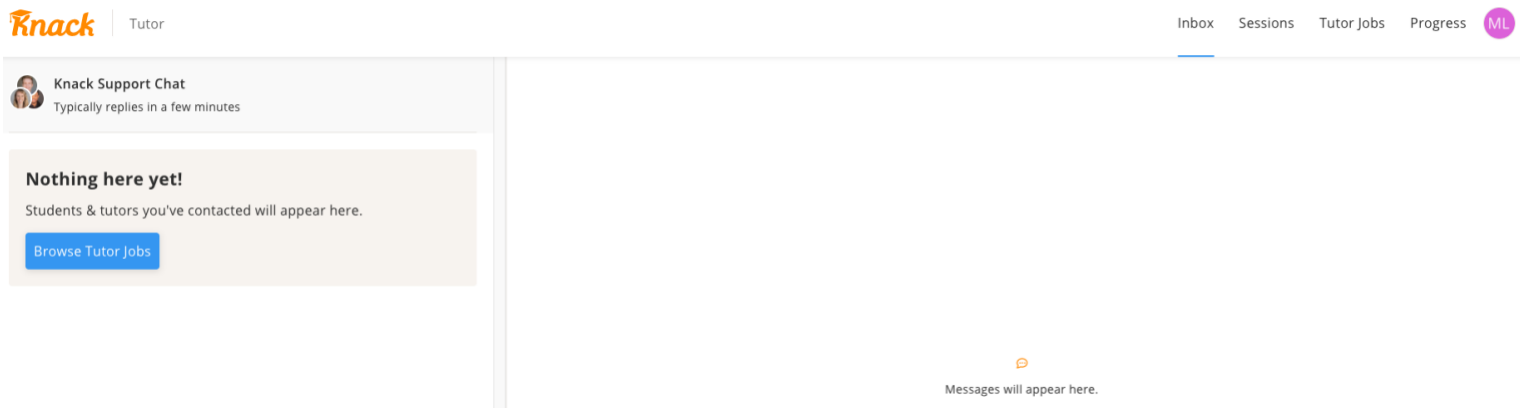 Knack
Tutor
Inbox Sessions Tutor Jobs Progress ML
Knack Support Chat
Typically replies in a few minutes
Nothing here yet!
Students & tutors you've contacted will appear here.
Browse Tutor Jobs
Messages will appear here.